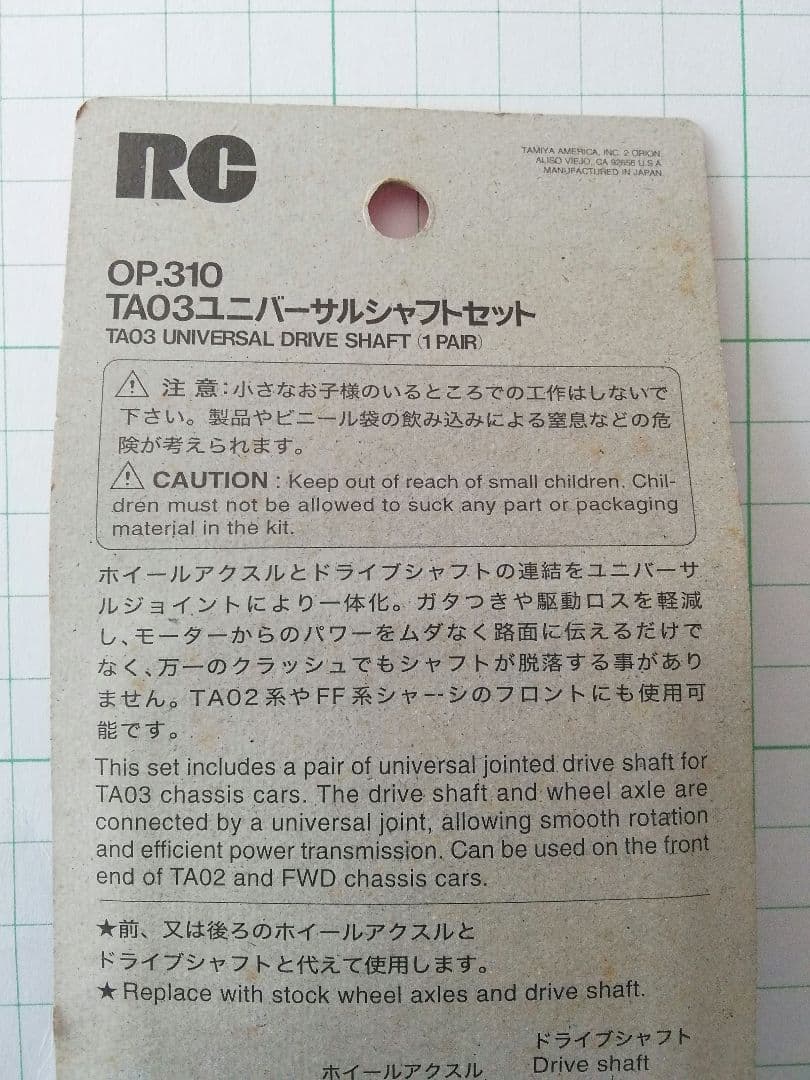 RC
TAMIYA AMERICA, INC. 2 ORION
ALISO VIEJO, CA 92656 U.S.A.
MANUFACTURED IN JAPAN
OP.310
TA03ユニバーサルシャフトセット
TA03 UNIVERSAL DRIVE SHAFT (1 PAIR)
注 意:小さなお子様のいるところでの工作はしないで
下さい。製品やビニール袋の飲み込みによる窒息などの危
険が考えられます。
CAUTION : Keep out of reach of small children. Chil-
dren must not be allowed to suck any part or packaging
material in the kit.
ホイールアクスルとドライブシャフトの連結をユニバーサ
ルジョイントにより一体化。ガタつきや駆動ロスを軽減
し、モーターからのパワーをムダなく路面に伝えるだけで
なく、万一のクラッシュでもシャフトが脱落する事があり
ません。TA02系やFF系シャーシのフロントにも使用可
能です。
This set includes a pair of universal jointed drive shaft for
TA03 chassis cars. The drive shaft and wheel axle are
connected by a universal joint, allowing smooth rotation
and efficient power transmission. Can be used on the front
end of TA02 and FWD chassis cars.
★前、又は後ろのホイールアクスルと
ドライブシャフトと代えて使用します。
★Replace with stock wheel axles and drive shaft.
ドライブシャフト
Drive shaft
ホイールアクスル